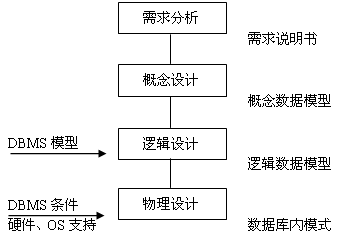 需求分析
需求说明书
概念设计
概念数据模型
DBMS 模型
逻辑设计
逻辑数据模型
DBMS 条件
硬件、OS 支持
物理设计
数据库内模式